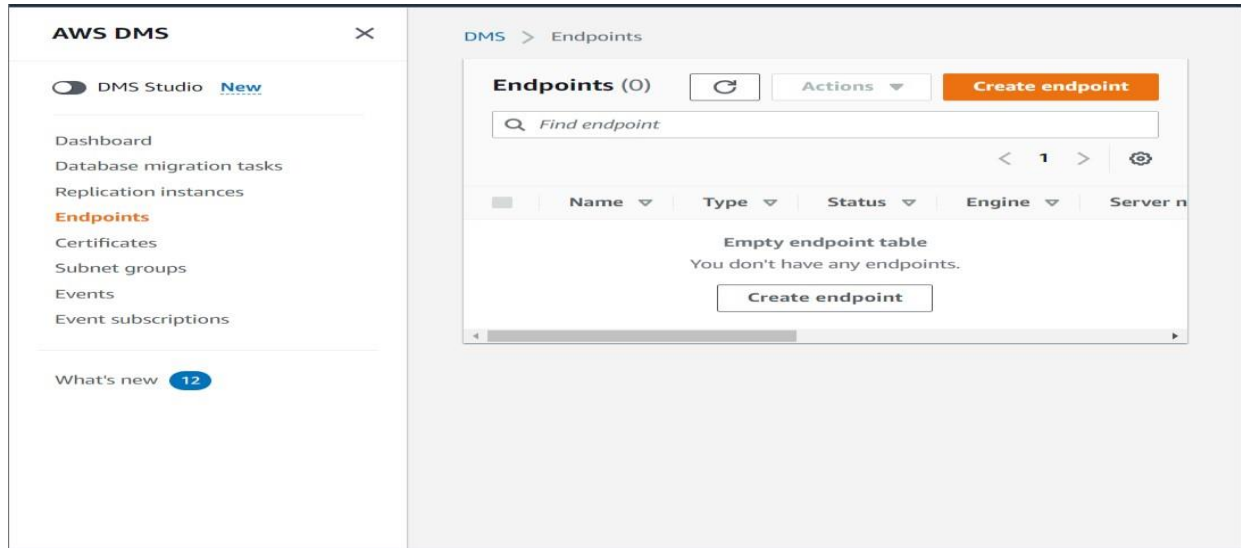 AWS DMS
DMS Studio New
Dashboard
Database migration tasks
Replication instances
Endpoints
Certificates
Subnet groups
Events
Event subscriptions
What's new 12
DMS > Endpoints
Endpoints (0) Actions Create endpoint
Find endpoint
< 1 >
Name Type Status Engine Server n
Empty endpoint table
You don't have any endpoints.
Create endpoint